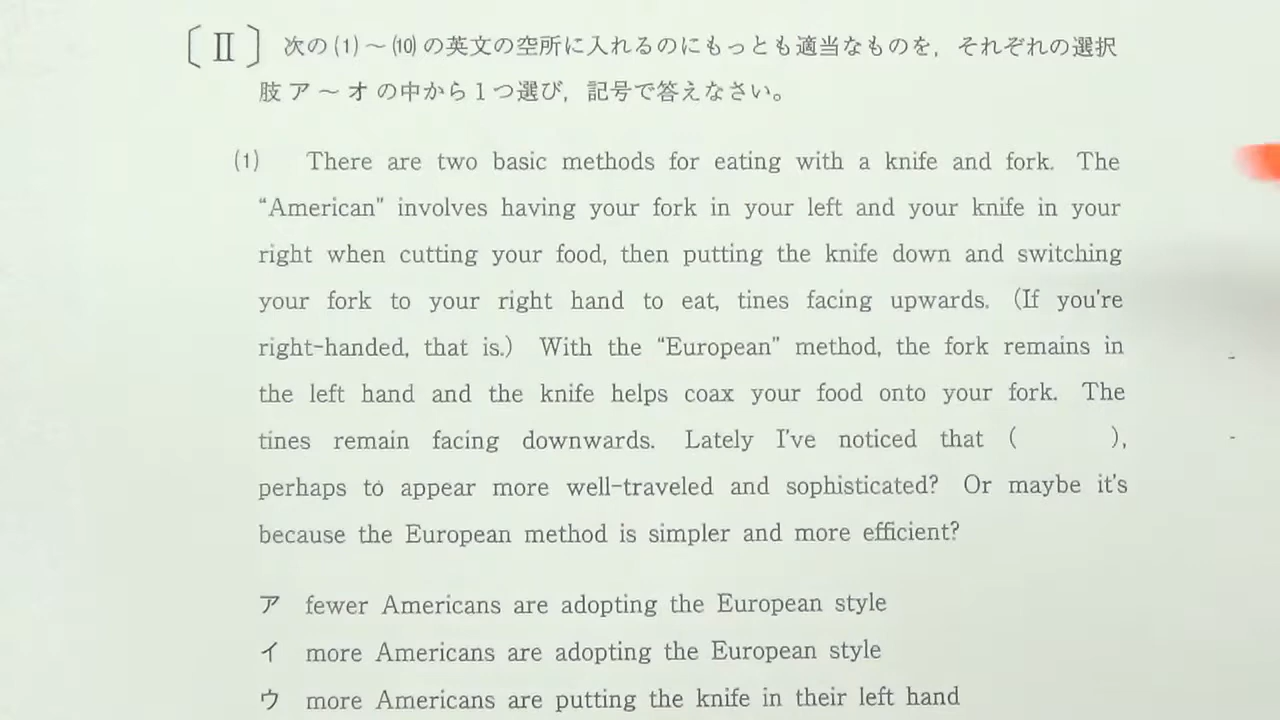 〔Ⅱ〕 次の(1)～(10)の英文の空所に入れるのにもっとも適当なものを，それぞれの選択
肢ア～オの中から1つ選び，記号で答えなさい。
(1) There are two basic methods for eating with a knife and fork. The
“American” involves having your fork in your left and your knife in your
right when cutting your food, then putting the knife down and switching
your fork to your right hand to eat, tines facing upwards. (If you're
right-handed, that is.) With the “European” method, the fork remains in
the left hand and the knife helps coax your food onto your fork. The
tines remain facing downwards. Lately I've noticed that ( ),
perhaps to appear more well-traveled and sophisticated? Or maybe it's
because the European method is simpler and more efficient?
ア fewer Americans are adopting the European style
イ more Americans are adopting the European style
ウ more Americans are putting the knife in their left hand